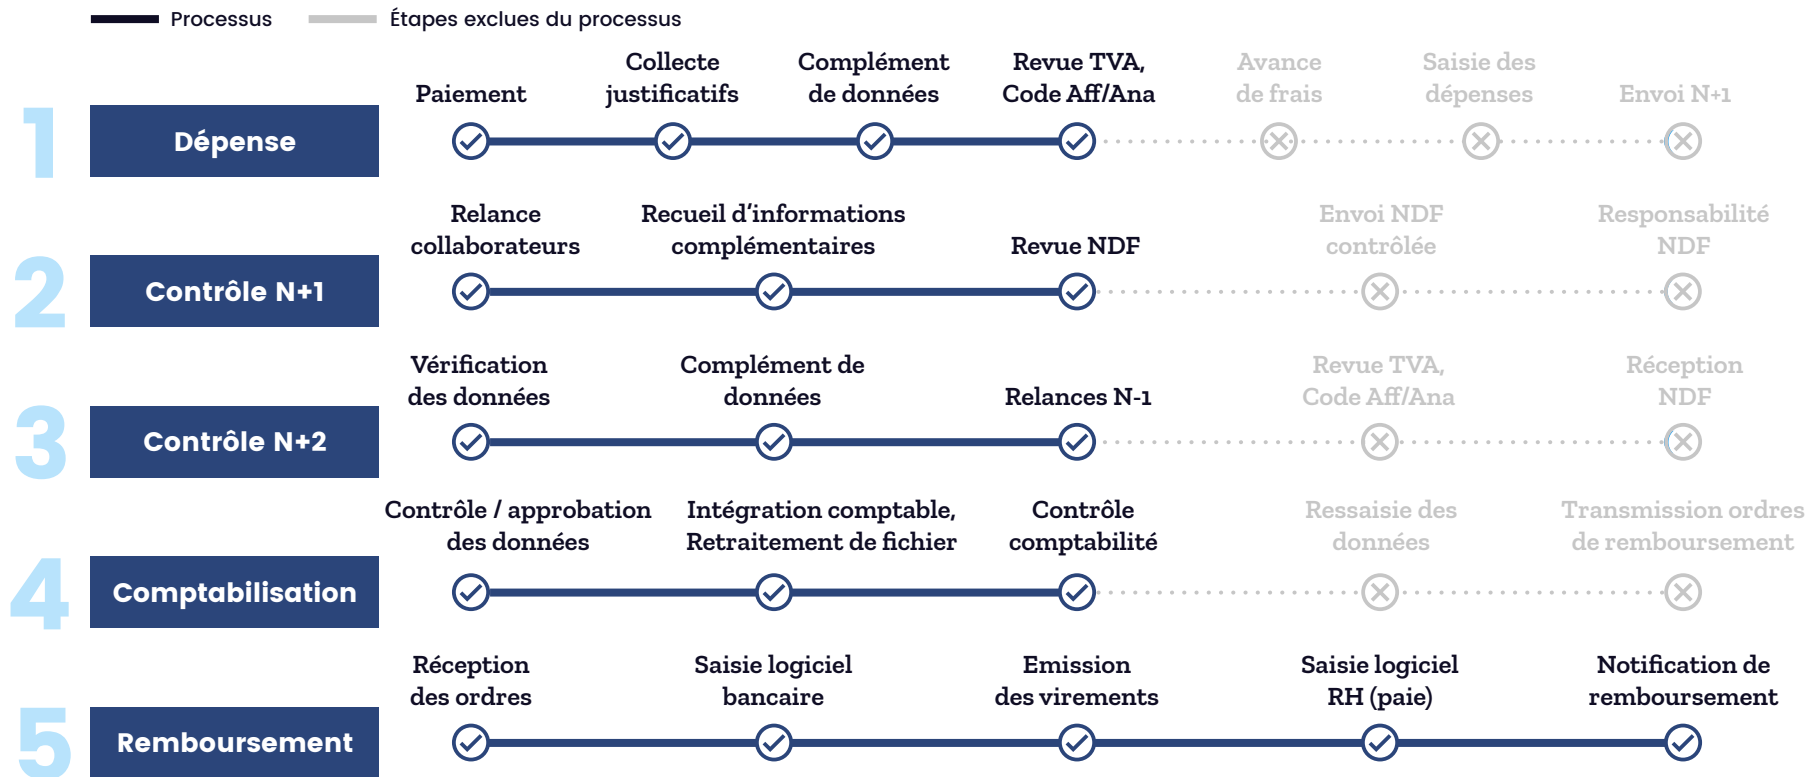 Processus
Étapes exclues du processus
1
Dépense
Paiement
Collecte
justificatifs
Complément
de données
Revue TVA,
Code Aff/Ana
Avance
de frais
Saisie des
dépenses
Envoi N+1
2
Contrôle N+1
Relance
collaborateurs
Recueil d’informations
complémentaires
Revue NDF
Envoi NDF
contrôlée
Responsabilité
NDF
3
Contrôle N+2
Vérification
des données
Complément de
données
Relances N-1
Revue TVA,
Code Aff/Ana
Réception
NDF
4
Comptabilisation
Contrôle / approbation
des données
Intégration comptable,
Retraitement de fichier
Contrôle
comptabilité
Ressaisie des
données
Transmission ordres
de remboursement
5
Remboursement
Réception
des ordres
Saisie logiciel
bancaire
Emission
des virements
Saisie logiciel
RH (paie)
Notification de
remboursement